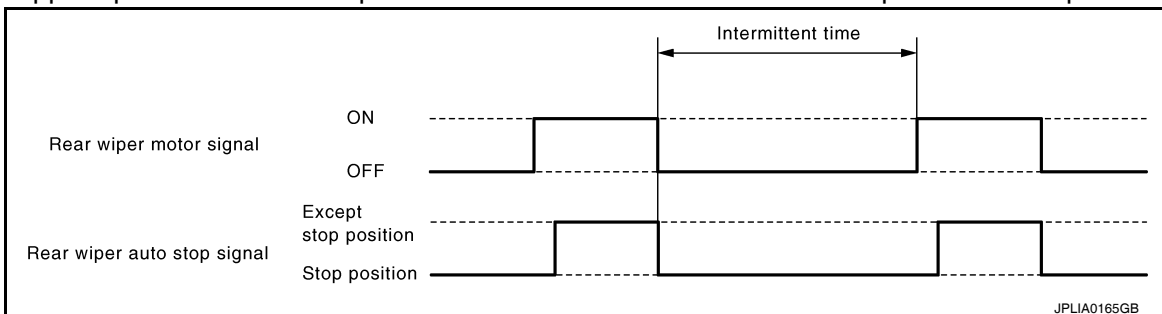 Intermittent time
ON
Rear wiper motor signal
OFF
Except
stop position
Rear wiper auto stop signal
Stop position
JPLIA0165GB